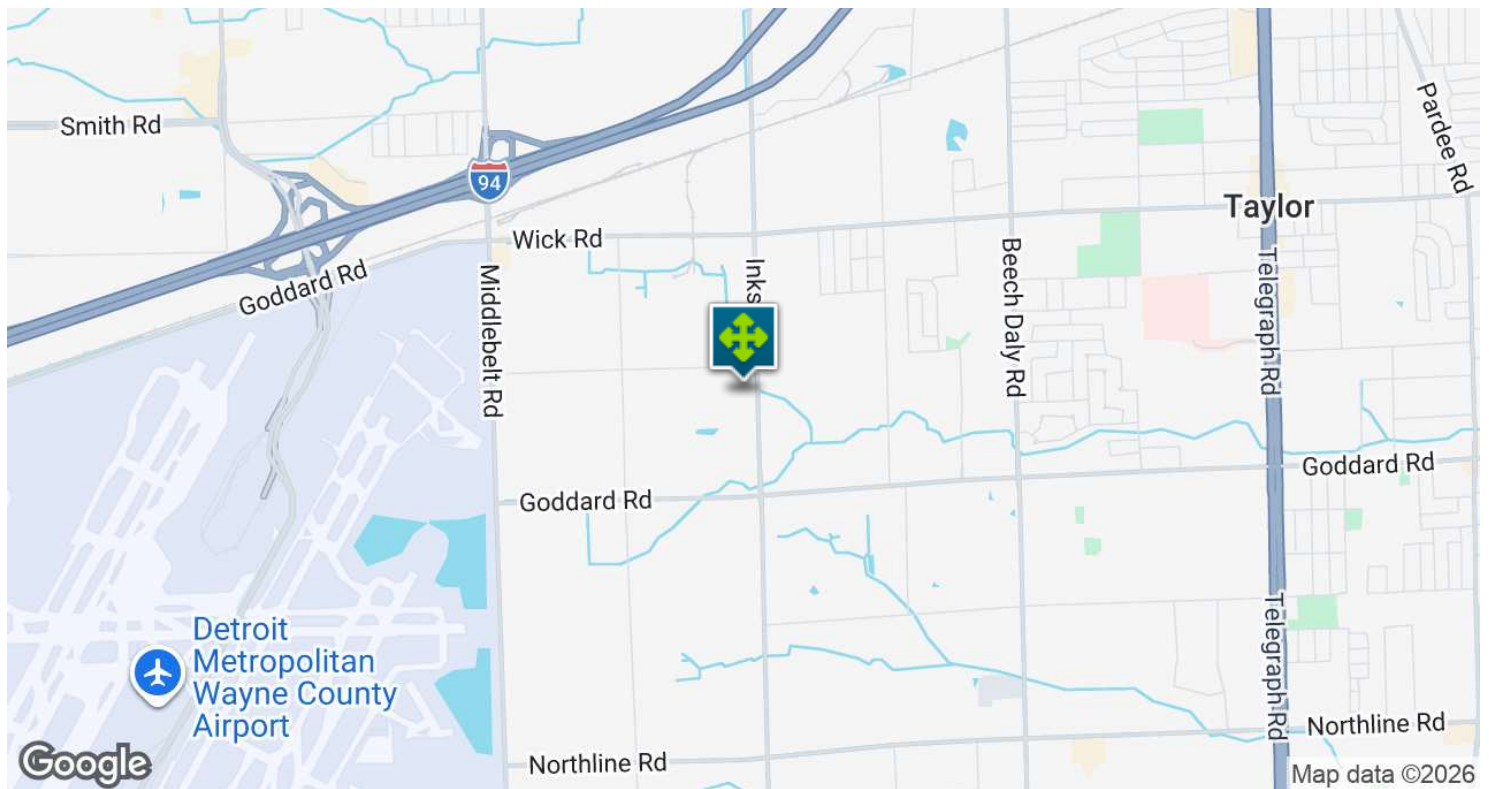 Smith Rd
Pardee Rd
94
Taylor
Wick Rd
Goddard Rd
Inks
Beech Daly Rd
Telegraph Rd
Middlebelt Rd
Goddard Rd
Goddard Rd
Detroit
Metropolitan
Wayne County
Airport
Telegraph Rd
Northline Rd
Northline Rd
Google
Map data ©2026